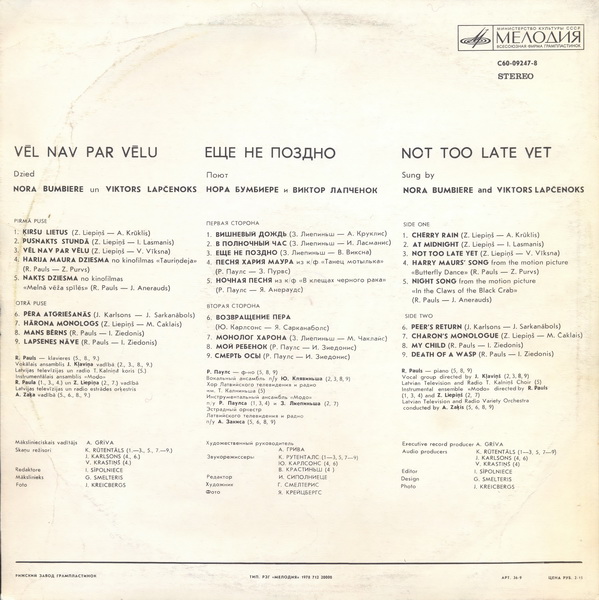 МИНИСТЕРСТВО КУЛЬТУРЫ СССР
МЕЛОДИЯ
ВСЕСОЮЗНАЯ ФИРМА ГРАМПЛАСТИНОК
С60-09247-8
STEREO
VĒL NAV PAR VĒLU
Dzied
NORA BUMBIERE un VIKTORS LAPČENOKS
PIRMĀ PUSE
1. ĶIRŠU LIETUS (Z. Liepiņš — A. Krūklis)
2. PUSNAKTS STUNDĀ (Z. Liepiņš — I. Lasmanis)
3. VĒL NAV PAR VĒLU (Z. Liepiņš — V. Vīksna)
4. HARIJA MAURA DZIESMA no kinofilmas «Tauriņdeja»
(R. Pauls — Z. Purvs)
5. NAKTS DZIESMA no kinofilmas
«Melnā vēža spīlēs» (R. Pauls — J. Anerauds)
OTRĀ PUSE
6. PERA ATGRIEŠANĀS (J. Karlsons — J. Sarkanābols)
7. HĀRONA MONOLOGS (Z. Liepiņš — M. Čaklais)
8. MANS BĒRNS (R. Pauls — I. Ziedonis)
9. LAPSENES NĀVE (R. Pauls — I. Ziedonis)
R. Pauls — klavieres (5, 8., 9.)
Vokālais ansamblis J. Kļaviņa vadībā (2., 3., 8., 9.)
Latvijas televīzijas un radio T. Kalniņa koris (5)
Instrumentālais ansamblis «Modo»
R. Paula (1., 3., 4) un Z. Liepiņa (2, 7.) vadībā
Latvijas televīzijas un radio estrādes orķestris
A. Zaķa vadībā (5., 6., 8., 9.)
Mākslinieciskais vadītājs A. GRĪVA
Skaņu režisori K. RŪTENTĀLS (1.—3., 5, 7.—9.)
J. KARLSONS (4., 6)
V. KRASTIŅŠ (4.)
Redaktore I. SĪPOLNIECE
Mākslinieks G. SMELTERIS
Foto J. KREICBERGS
ЕЩЕ НЕ ПОЗДНО
Поют
НОРА БУМБИЕРЕ и ВИКТОР ЛАПЧЕНОК
ПЕРВАЯ СТОРОНА
1. ВИШНЕВЫЙ ДОЖДЬ (З. Лиепиньш — А. Круклис)
2. В ПОЛНОЧНЫЙ ЧАС (З. Лиепиньш — И. Ласманис)
3. ЕЩЕ НЕ ПОЗДНО (З. Лиепиньш — В. Виксна)
4. ПЕСНЯ ХАРИЯ МАУРА из к/ф «Танец мотылька»
(Р. Паулс — З. Пурвс)
5. НОЧНАЯ ПЕСНЯ из к/ф «В клещах черного рака»
(Р. Паулс — Я. Анерауdс)
ВТОРАЯ СТОРОНА
6. ВОЗВРАЩЕНИЕ ПЕРА
(Ю. Карлсонс — Я. Сарканаболс)
7. МОНОЛОГ ХАРОНА (З. Лиепиньш — М. Чаклайс)
8. МОЙ РЕБЕНОК (Р. Паулс — И. Зиедонис)
9. СМЕРТЬ ОСЫ (Р. Паулс — И. Зиедонис)
Р. Паулс — ф-но (5, 8, 9)
Вокальный ансамбль п/у Ю. Клявиньша (2, 3, 8, 9)
Хор Латвийского телевидения и радио
им. Т. Калниньша (5)
Инструментальный ансамбль «Модо»
п/у Р. Паулса (1, 3, 4) и З. Лиепиньша (2, 7)
Эстрадный оркестр
Латвийского телевидения и радио
п/у А. Закиса (5, 6, 8, 9)
Художественный руководитель
А. ГРИВА
Звукорежиссеры К. РУТЕНТАЛС (1—3, 5, 7—9)
Ю. КАРЛСОНС (4, 6)
В. КРАСТИНЬШ (4)
Редактор И. СИПОЛНИЕЦЕ
Художник Г. СМЕЛТЕРИС
Фото Я. КРЕЙЦБЕРГС
NOT TOO LATE YET
Sung by
NORA BUMBIERE and VIKTORS LAPČENOKS
SIDE ONE
1. CHERRY RAIN (Z. Liepiņš — A. Krūklis)
2. AT MIDNIGHT (Z. Liepiņš — I. Lasmanis)
3. NOT TOO LATE YET (Z. Liepiņš — V. Vīksna)
4. HARRY MAURS' SONG from the motion picture
«Butterfly Dance» (R. Pauls — Z. Purvs)
5. NIGHT SONG from the motion picture
«In the Claws of the Black Crab»
(R. Pauls — J. Anerauds)
SIDE TWO
6. PEER'S RETURN (J. Karlsons — J. Sarkanābols)
7. CHARON'S MONOLOGUE (Z. Liepiņš — M. Čaklais)
8. MY CHILD (R. Pauls — I. Ziedonis)
9. DEATH OF A WASP (R. Pauls — I. Ziedonis)
R. Pauls — piano (5, 8, 9)
Vocal group directed by J. Kļaviņš (2, 3, 8, 9)
Latvian Television and Radio T. Kalniņš Choir (5)
Instrumental ensemble «Modo» directed by R. Pauls
(1, 3, 4) and Z. Liepiņš (2, 7)
Latvian Television and Radio Variety Orchestra
conducted by A. Zaķis (5, 6, 8, 9)
Executive record producer A. GRĪVA
Audio producers K. RŪTENTĀLS (1—3, 5, 7—9)
J. KARLSONS (4, 6)
V. KRASTIŅŠ (4)
Editor I. SĪPOLNIECE
Design G. SMELTERIS
Photo J. KREICBERGS
РИЖСКИЙ ЗАВОД ГРАМПЛАСТИНОК
ТИП. РЗГ «МЕЛОДИЯ» 1978 712 20000
АРТ. 36-9
ЦЕНА РУБ. 2-15